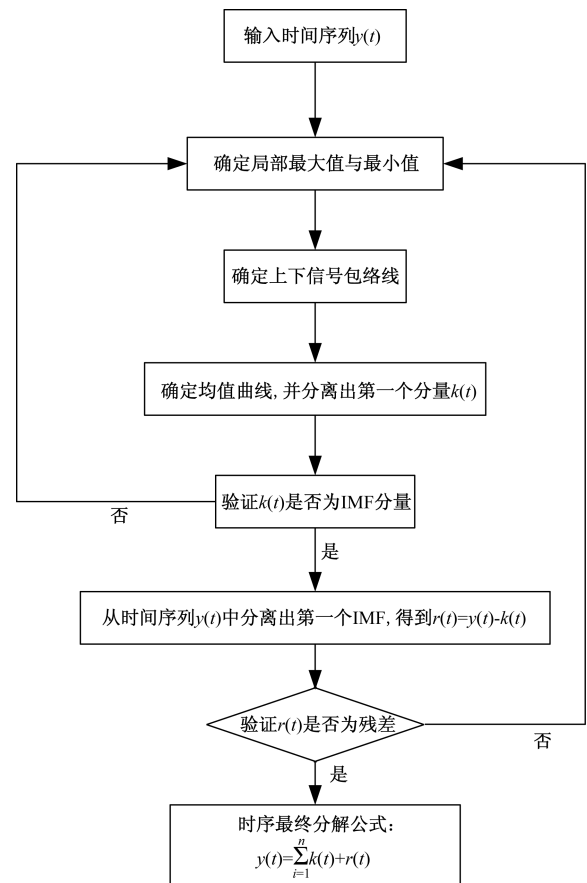 输入时间序列y(t)
确定局部最大值与最小值
确定上下信号包络线
确定均值曲线,并分离出第一个分量k(t)
验证k(t)是否为IMF分量
否
是
从时间序列y(t)中分离出第一个IMF,得到r(t)=y(t)-k(t)
验证r(t)是否为残差
否
是
时序最终分解公式:
y(t)=∑_{i=1}^{n}k(t)+r(t)